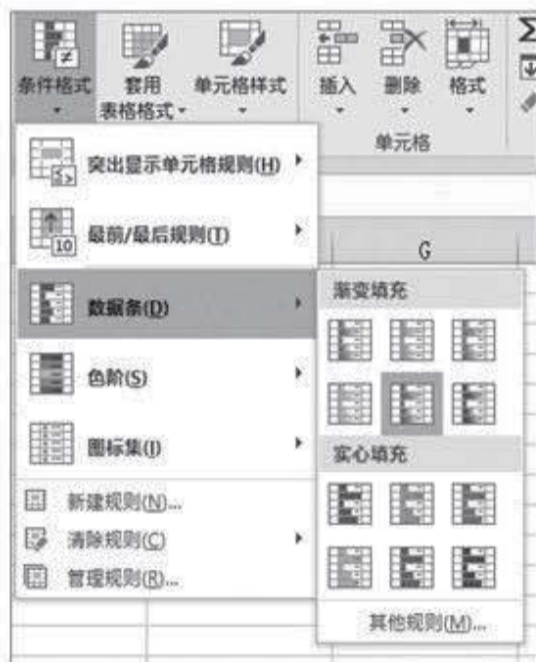 条件格式 套用 单元格样式 插入 删除 格式
表格格式
单元格
突出显示单元格规则(H)
10
最前/最后规则(T)
G
数据条(D)
渐变填充
色阶(S)
图标集(I)
实心填充
新建规则(N)...
清除规则(C)
管理规则(R)...
其他规则(M)...